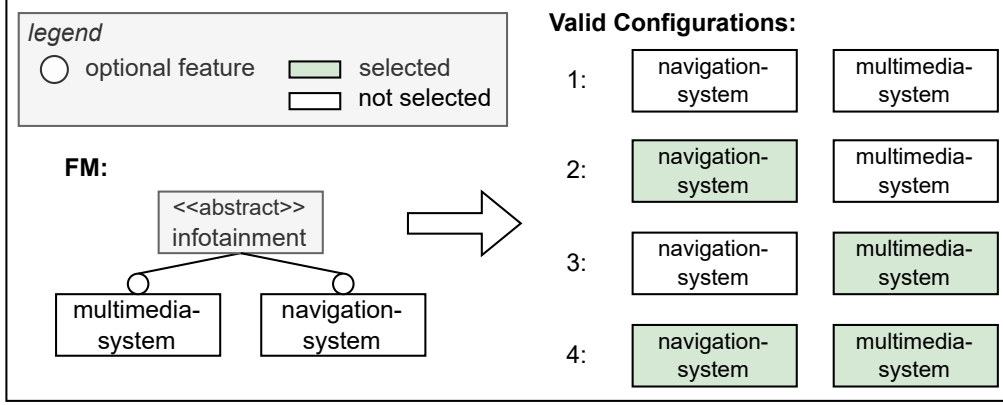 legend
optional feature
selected
not selected
FM:
<<abstract>>
infotainment
multimedia-
system
navigation-
system
Valid Configurations:
1:
navigation-
system
multimedia-
system
2:
navigation-
system
multimedia-
system
3:
navigation-
system
multimedia-
system
4:
navigation-
system
multimedia-
system